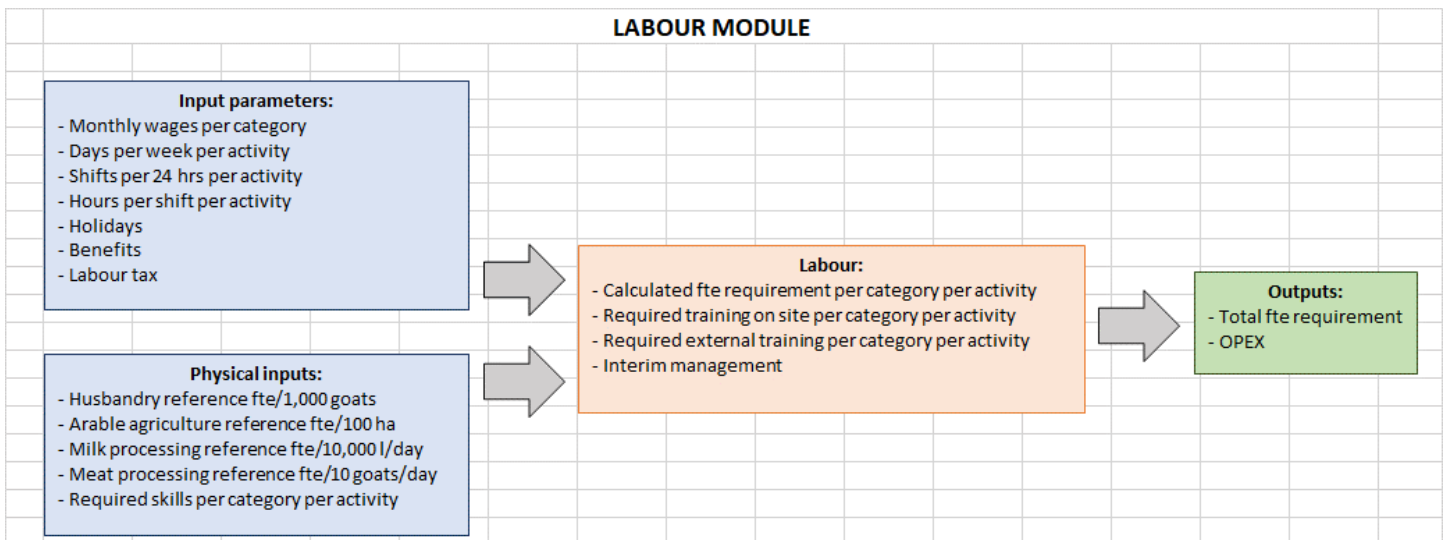 LABOUR MODULE
Input parameters:
- Monthly wages per category
- Days per week per activity
- Shifts per 24 hrs per activity
- Hours per shift per activity
- Holidays
- Benefits
- Labour tax
Physical inputs:
- Husbandry reference fte/1,000 goats
- Arable agriculture reference fte/100 ha
- Milk processing reference fte/10,000 l/day
- Meat processing reference fte/10 goats/day
- Required skills per category per activity
Labour:
- Calculated fte requirement per category per activity
- Required training on site per category per activity
- Required external training per category per activity
- Interim management
Outputs:
- Total fte requirement
- OPEX